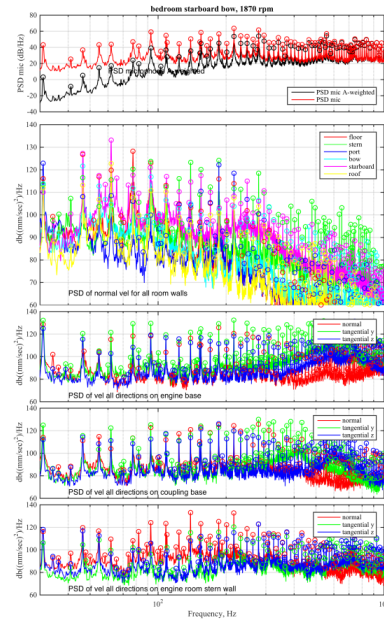 bedroom starboard bow, 1870 rpm
80
60
40
20
0
-20
-40
PSD mic (dB/Hz)
PSD mic A-weighted
PSD mic
140
130
120
110
100
90
80
70
60
db((mm/sec²)²)/Hz
floor
stern
port
bow
starboard
roof
PSD of normal vel for all room walls
140
120
100
80
60
db((mm/sec²)²)/Hz
normal
tangential y
tangential z
PSD of vel all directions on engine base
140
120
100
80
60
db((mm/sec²)²)/Hz
normal
tangential y
tangential z
PSD of vel all directions on coupling base
140
120
100
80
60
db((mm/sec²)²)/Hz
normal
tangential y
tangential z
PSD of vel all directions on engine room stern wall
10²
Frequency, Hz